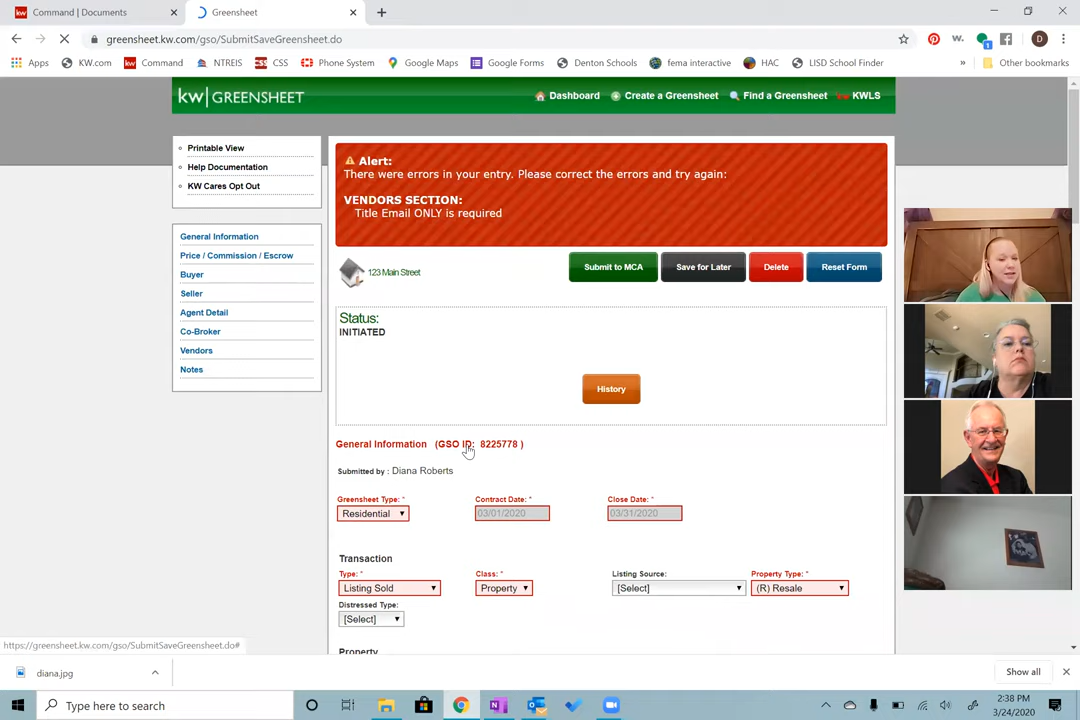 Command | Documents
Greensheet
greensheet.kw.com/gso/SubmitSaveGreensheet.do
D
Apps
KW.com
Command
NTREIS
CSS
Phone System
Google Maps
Google Forms
Denton Schools
fema interactive
HAC
LISD School Finder
»
Other bookmarks
kw|GREENSHEET
Dashboard
Create a Greensheet
Find a Greensheet
KWLS
Printable View
Help Documentation
KW Cares Opt Out
General Information
Price / Commission / Escrow
Buyer
Seller
Agent Detail
Co-Broker
Vendors
Notes
Alert:
There were errors in your entry. Please correct the errors and try again:
VENDORS SECTION:
Title Email ONLY is required
123 Main Street
Submit to MCA
Save for Later
Delete
Reset Form
Status:
INITIATED
History
General Information (GSO ID: 8225778 )
Submitted by : Diana Roberts
Greensheet Type: *
Contract Date: *
Close Date: *
Residential
03/01/2020
03/31/2020
Transaction
Type: *
Class: *
Listing Source:
Property Type: *
Listing Sold
Property
[Select]
(R) Resale
Distressed Type:
[Select]
Property
https://greensheet.kw.com/gso/SubmitSaveGreensheet.do#
diana.jpg
Show all
Type here to search
2:38 PM
3/24/2020